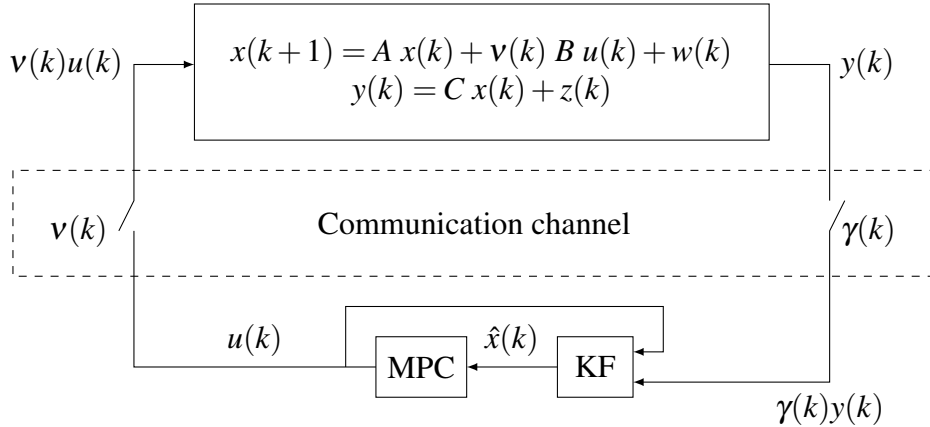 ν(k)u(k)
x(k+1) = A x(k) + ν(k) B u(k) + w(k)
y(k) = C x(k) + z(k)
y(k)
ν(k)
Communication channel
γ(k)
u(k)
MPC
x̂(k)
KF
γ(k)y(k)